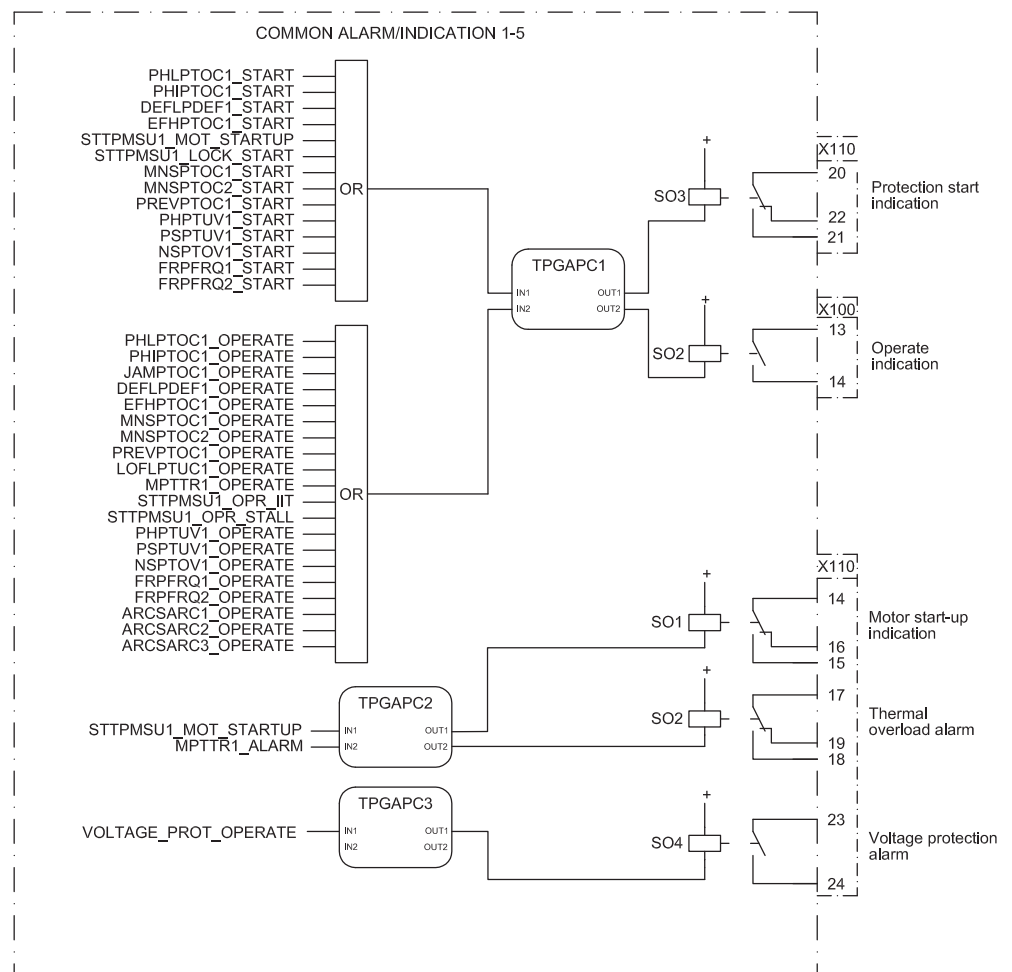 COMMON ALARM/INDICATION 1-5
PHLPTOC1_START
PHIPTOC1_START
DEFLPDEF1_START
EFHPTOC1_START
STTPMSU1_MOT_STARTUP
STTPMSU1_LOCK_START
MNSPTOC1_START
MNSPTOC2_START
PREVPTOC1_START
PHPTUV1_START
PSPTUV1_START
NSPTOV1_START
FRPFRQ1_START
FRPFRQ2_START
OR
TPGAPC1
IN1
IN2
OUT1
OUT2
+
SO3
X110
20
22
21
Protection start
indication
+
SO2
X100
13
14
Operate
indication
PHLPTOC1_OPERATE
PHIPTOC1_OPERATE
JAMPTOC1_OPERATE
DEFLPDEF1_OPERATE
EFHPTOC1_OPERATE
MNSPTOC1_OPERATE
MNSPTOC2_OPERATE
PREVPTOC1_OPERATE
LOFLPTUC1_OPERATE
MPTTR1_OPERATE
STTPMSU1_OPR_IIT
STTPMSU1_OPR_STALL
PHPTUV1_OPERATE
PSPTUV1_OPERATE
NSPTOV1_OPERATE
FRPFRQ1_OPERATE
FRPFRQ2_OPERATE
ARCSARC1_OPERATE
ARCSARC2_OPERATE
ARCSARC3_OPERATE
OR
+
SO1
X110
14
16
15
Motor start-up
indication
STTPMSU1_MOT_STARTUP
MPTTR1_ALARM
TPGAPC2
IN1
IN2
OUT1
OUT2
+
SO2
17
19
18
Thermal
overload alarm
VOLTAGE_PROT_OPERATE
TPGAPC3
IN1
IN2
OUT1
OUT2
+
SO4
23
24
Voltage protection
alarm